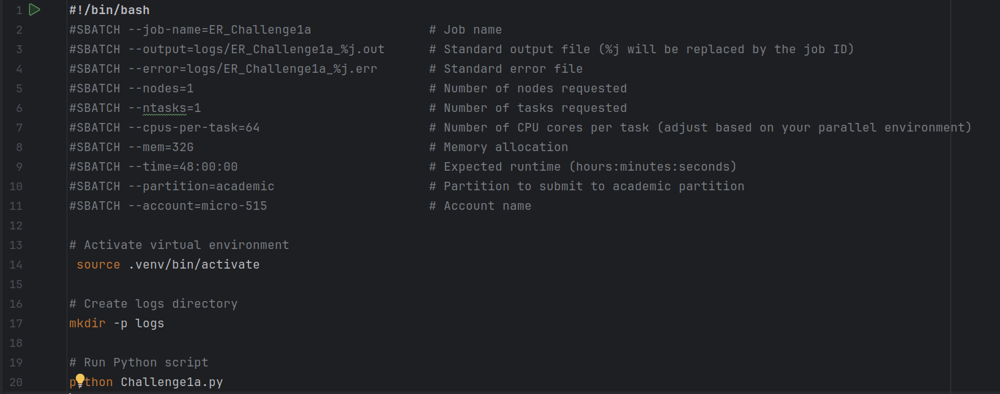 1 #!/bin/bash
2 #SBATCH --job-name=ER_Challenge1a # Job name
3 #SBATCH --output=logs/ER_Challenge1a_%j.out # Standard output file (%j will be replaced by the job ID)
4 #SBATCH --error=logs/ER_Challenge1a_%j.err # Standard error file
5 #SBATCH --nodes=1 # Number of nodes requested
6 #SBATCH --ntasks=1 # Number of tasks requested
7 #SBATCH --cpus-per-task=64 # Number of CPU cores per task (adjust based on your parallel environment)
8 #SBATCH --mem=32G # Memory allocation
9 #SBATCH --time=48:00:00 # Expected runtime (hours:minutes:seconds)
10 #SBATCH --partition=academic # Partition to submit to academic partition
11 #SBATCH --account=micro-515 # Account name
12
13 # Activate virtual environment
14 source .venv/bin/activate
15
16 # Create logs directory
17 mkdir -p logs
18
19 # Run Python script
20 python Challenge1a.py